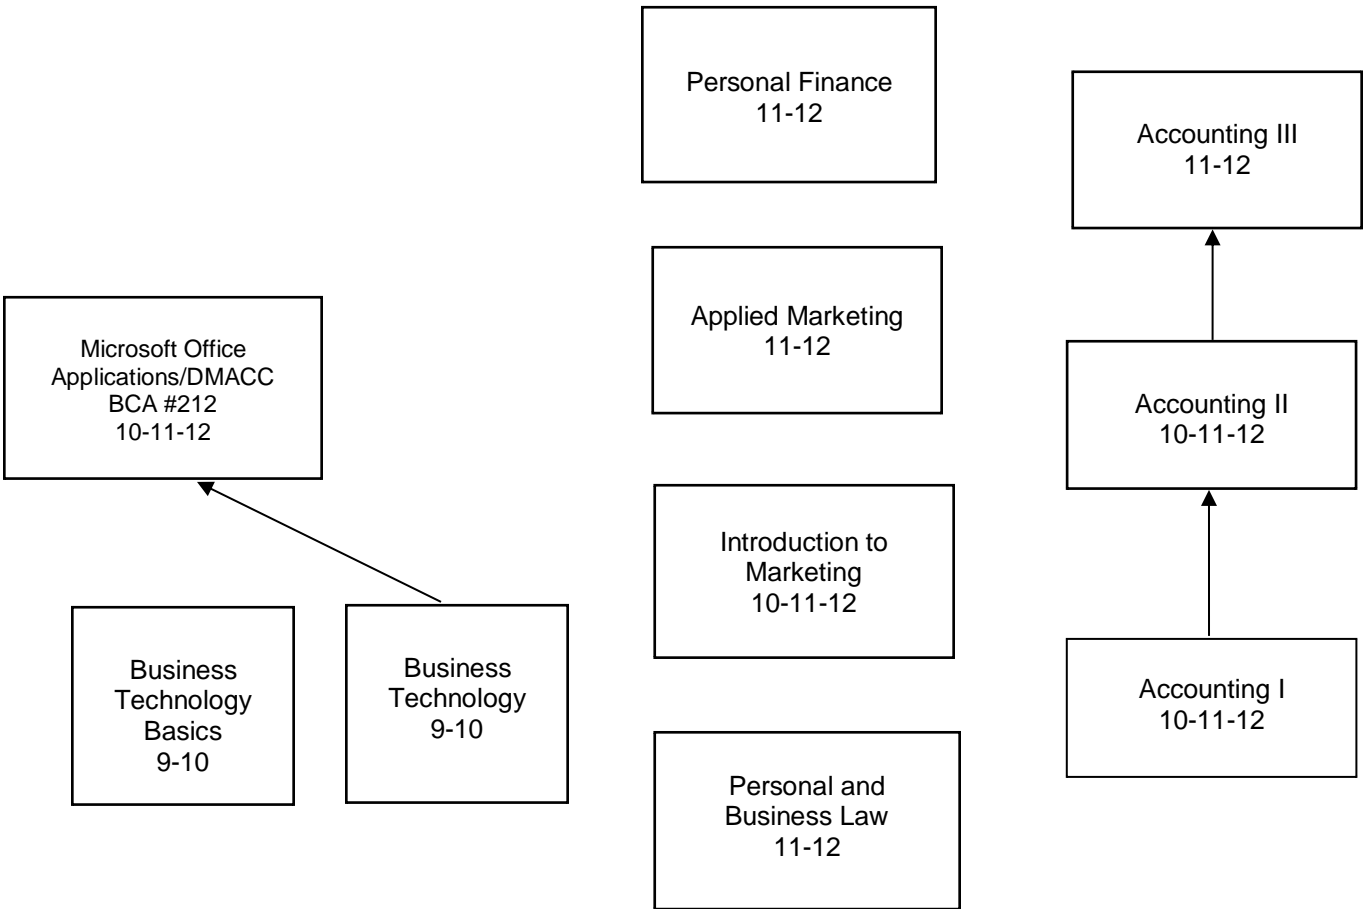 Personal Finance
11-12
Accounting III
11-12
Applied Marketing
11-12
Microsoft Office
Applications/DMACC
BCA #212
10-11-12
Accounting II
10-11-12
Introduction to
Marketing
10-11-12
Business
Technology
Basics
9-10
Business
Technology
9-10
Accounting I
10-11-12
Personal and
Business Law
11-12